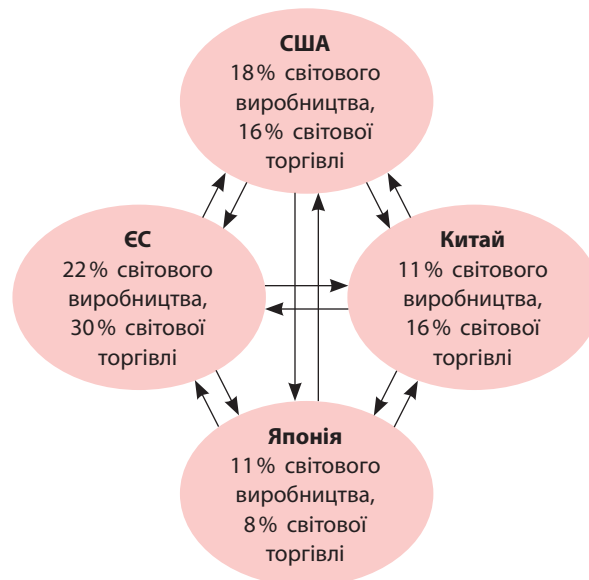 США
18% світового
виробництва,
16% світової
торгівлі
ЄС
22% світового
виробництва,
30% світової
торгівлі
Китай
11% світового
виробництва,
16% світової
торгівлі
Японія
11% світового
виробництва,
8% світової
торгівлі